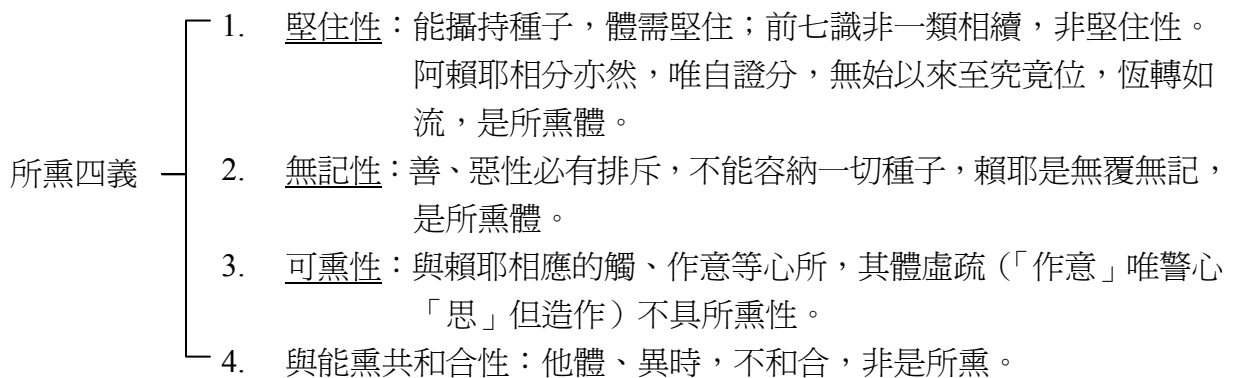 1. 堅住性：能攝持種子，體需堅住；前七識非一類相續，非堅住性。
阿賴耶相分亦然，唯自證分，無始以來至究竟位，恆轉如
流，是所熏體。
所熏四義
2. 無記性：善、惡性必有排斥，不能容納一切種子，賴耶是無覆無記，
是所熏體。
3. 可熏性：與賴耶相應的觸、作意等心所，其體虛疏（「作意」唯警心
「思」但造作）不具所熏性。
4. 與能熏共和合性：他體、異時，不和合，非是所熏。